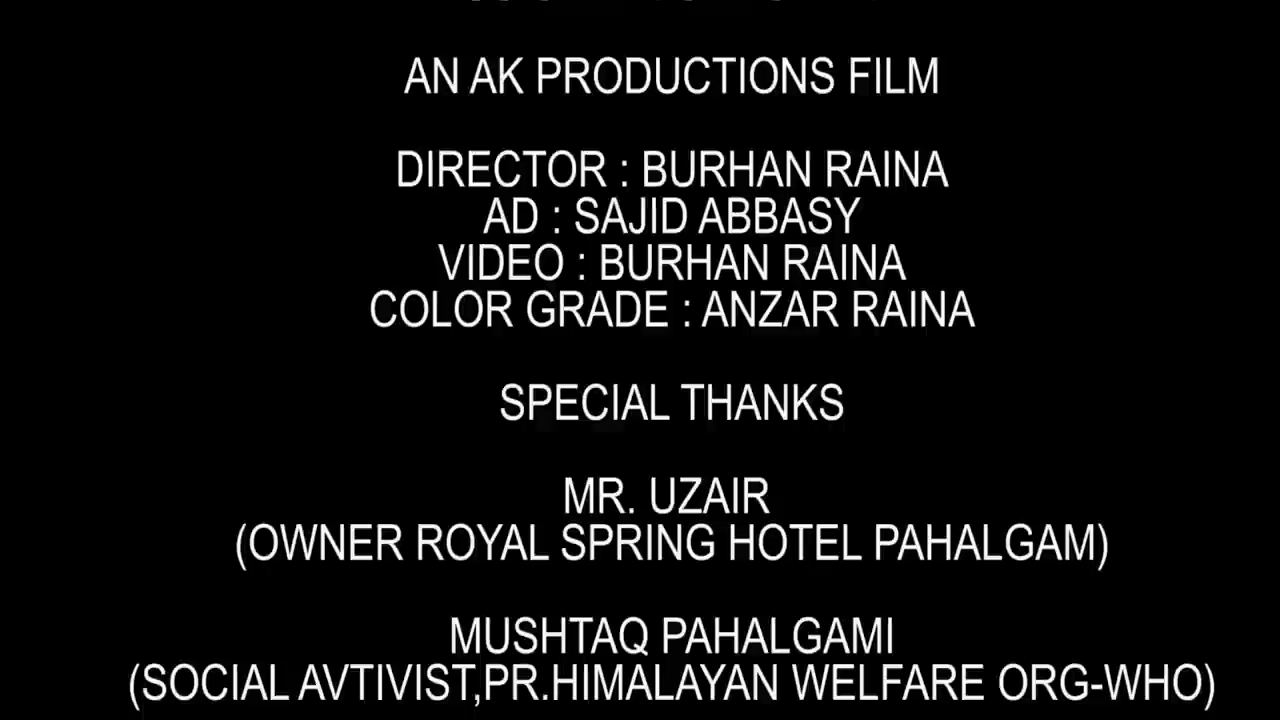 AN AK PRODUCTIONS FILM
DIRECTOR : BURHAN RAINA
AD : SAJID ABBASY
VIDEO : BURHAN RAINA
COLOR GRADE : ANZAR RAINA
SPECIAL THANKS
MR. UZAIR
(OWNER ROYAL SPRING HOTEL PAHALGAM)
MUSHTAQ PAHALGAMI
(SOCIAL AVTIVIST,PR.HIMALAYAN WELFARE ORG-WHO)